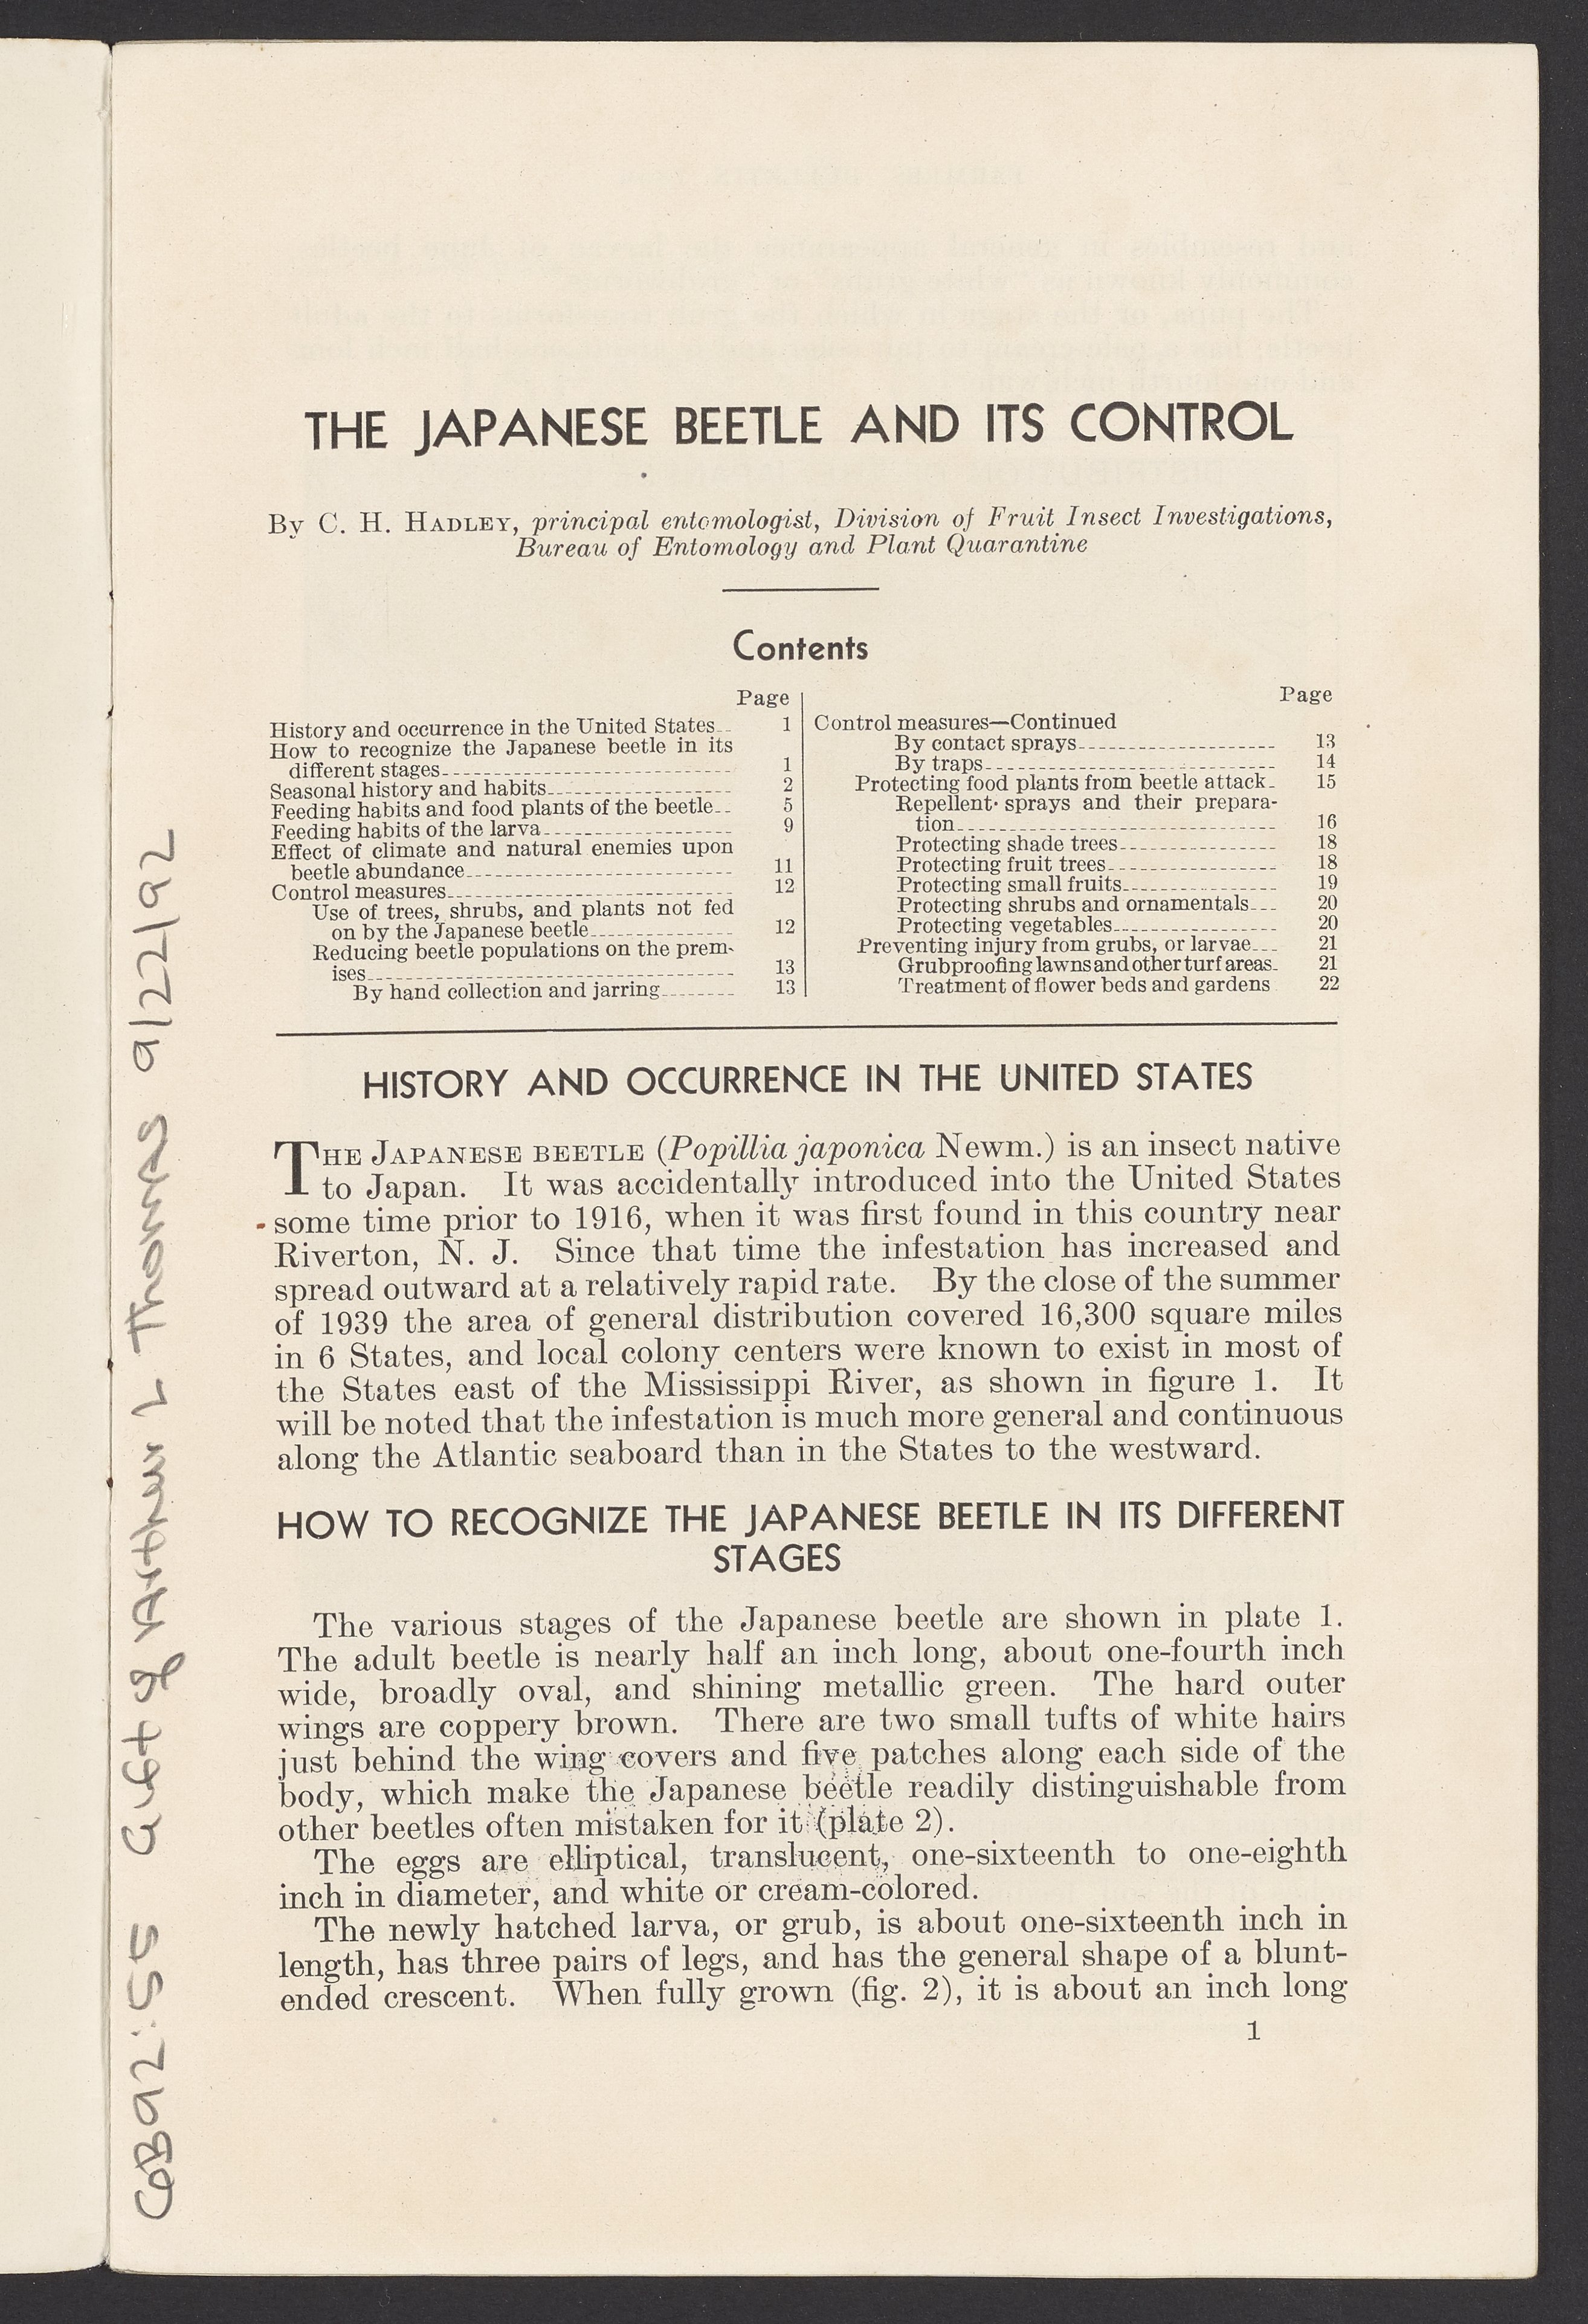 THE JAPANESE BEETLE AND ITS CONTROL
By C. H. HADLEY, principal entomologist, Division of Fruit Insect Investigations,
Bureau of Entomology and Plant Quarantine
Contents
Page
History and occurrence in the United States 1
How to recognize the Japanese beetle in its
different stages 1
Seasonal history and habits 2
Feeding habits and food plants of the beetle 5
Feeding habits of the larva 9
Effect of climate and natural enemies upon
beetle abundance 11
Control measures 12
Use of trees, shrubs, and plants not fed
on by the Japanese beetle 12
Reducing beetle populations on the prem-
ises 13
By hand collection and jarring 13
Page
Control measures—Continued
By contact sprays 13
By traps 14
Protecting food plants from beetle attack 15
Repellent sprays and their prepara-
tion 16
Protecting shade trees 18
Protecting fruit trees 18
Protecting small fruits 19
Protecting shrubs and ornamentals 20
Protecting vegetables 20
Preventing injury from grubs, or larvae 21
Grubproofing lawns and other turf areas 21
Treatment of flower beds and gardens 22
HISTORY AND OCCURRENCE IN THE UNITED STATES
THE JAPANESE BEETLE (Popillia japonica Newm.) is an insect native
to Japan. It was accidentally introduced into the United States
some time prior to 1916, when it was first found in this country near
Riverton, N. J. Since that time the infestation has increased and
spread outward at a relatively rapid rate. By the close of the summer
of 1939 the area of general distribution covered 16,300 square miles
in 6 States, and local colony centers were known to exist in most of
the States east of the Mississippi River, as shown in figure 1. It
will be noted that the infestation is much more general and continuous
along the Atlantic seaboard than in the States to the westward.
HOW TO RECOGNIZE THE JAPANESE BEETLE IN ITS DIFFERENT
STAGES
The various stages of the Japanese beetle are shown in plate 1.
The adult beetle is nearly half an inch long, about one-fourth inch
wide, broadly oval, and shining metallic green. The hard outer
wings are coppery brown. There are two small tufts of white hairs
just behind the wing covers and five patches along each side of the
body, which make the Japanese beetle readily distinguishable from
other beetles often mistaken for it (plate 2).
The eggs are elliptical, translucent, one-sixteenth to one-eighth
inch in diameter, and white or cream-colored.
The newly hatched larva, or grub, is about one-sixteenth inch in
length, has three pairs of legs, and has the general shape of a blunt-
ended crescent. When fully grown (fig. 2), it is about an inch long
1
Gift of Arthur L Thomas 9/22/92